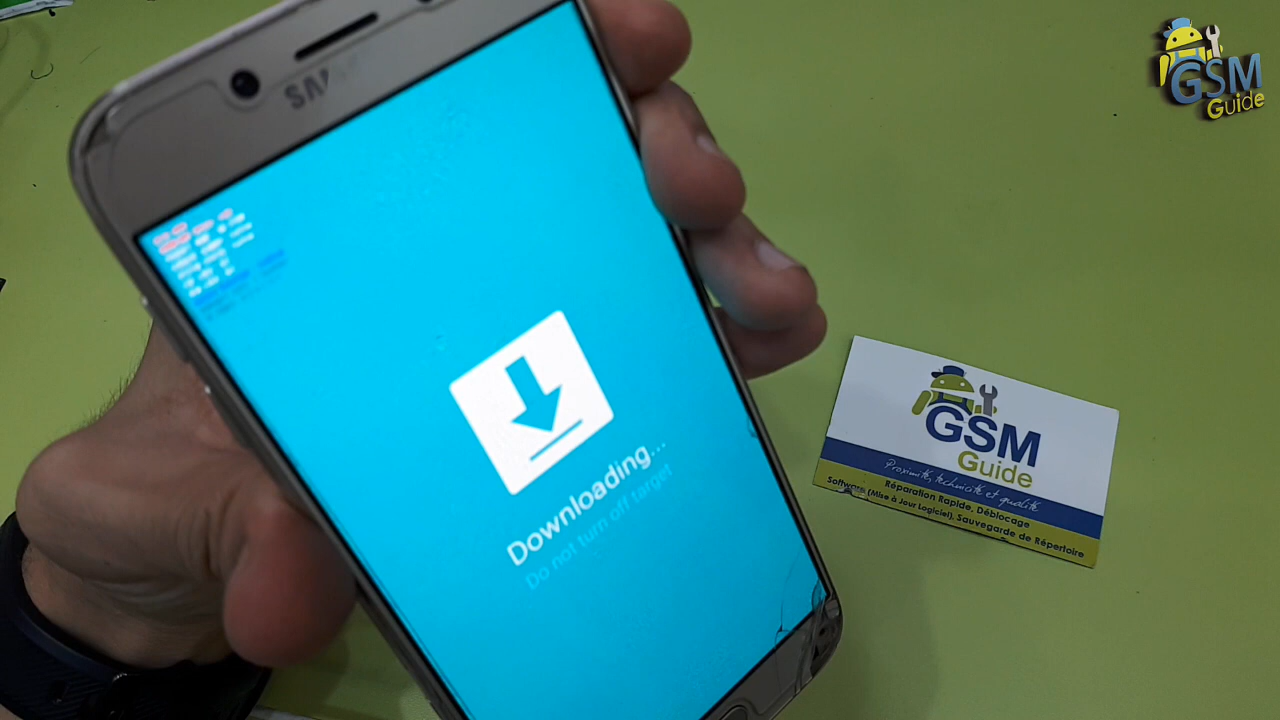 SAM
Downloading...
Do not turn off target
GSM
Guide
GSM
Guide
Proximité, technicité et qualité
Réparation Rapide, Déblocage
Software (Mise à Jour Logiciel), Sauvegarde de Répertoire